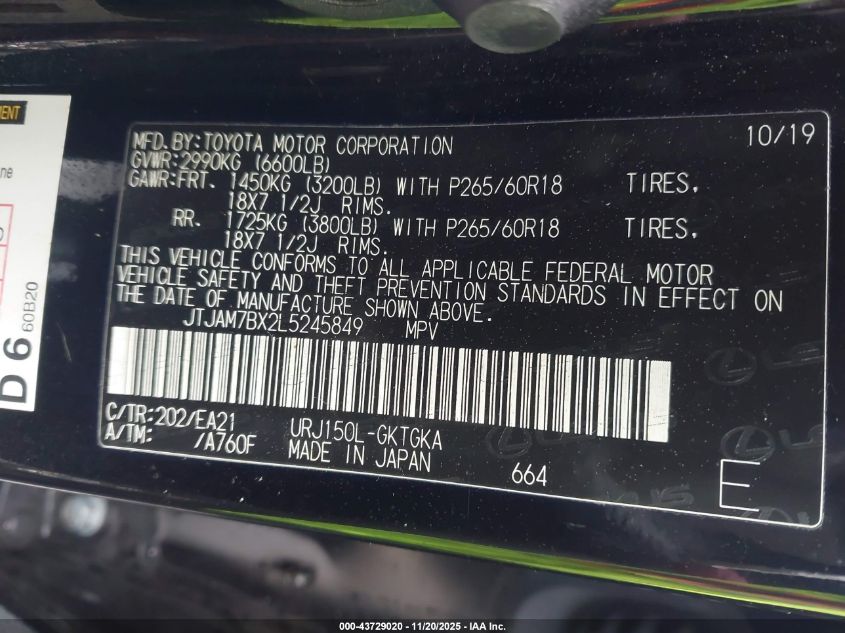 MENT
ne
D 6 60B20
MFD.BY:TOYOTA MOTOR CORPORATION 10/19
GVWR:2990KG (6600LB)
GAWR:FRT. 1450KG (3200LB) WITH P265/60R18 TIRES,
18X7 1/2J RIMS.
RR. 1725KG (3800LB) WITH P265/60R18 TIRES,
18X7 1/2J RIMS.
THIS VEHICLE CONFORMS TO ALL APPLICABLE FEDERAL MOTOR
VEHICLE SAFETY AND THEFT PREVENTION STANDARDS IN EFFECT ON
THE DATE OF MANUFACTURE SHOWN ABOVE.
JTJAM7BX2L5245849 MPV
C/TR:202/EA21 URJ150L-GKTGKA
A/TM: /A760F MADE IN JAPAN 664 E
000-43729020 - 11/20/2025 - IAA Inc.